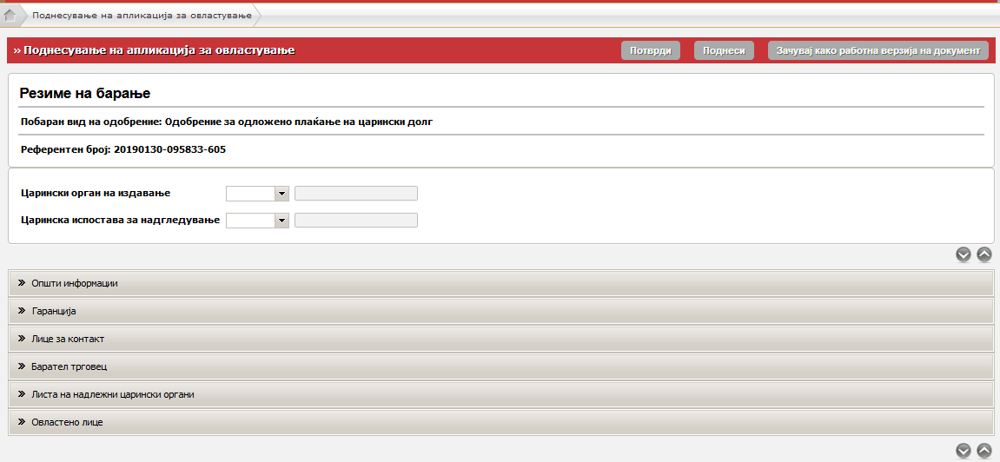 Поднесување на апликација за овластување
» Поднесување на апликација за овластување Потврди Поднеси Зачувај како работна верзија на документ
Резиме на барање
Побаран вид на одобрение: Одобрение за одложено плаќање на царински долг
Референтен број: 20190130-095833-605
Царински орган на издавање
Царинска испостава за надгледување
» Општи информации
» Гаранција
» Лице за контакт
» Барател трговец
» Листа на надлежни царински органи
» Овластено лице